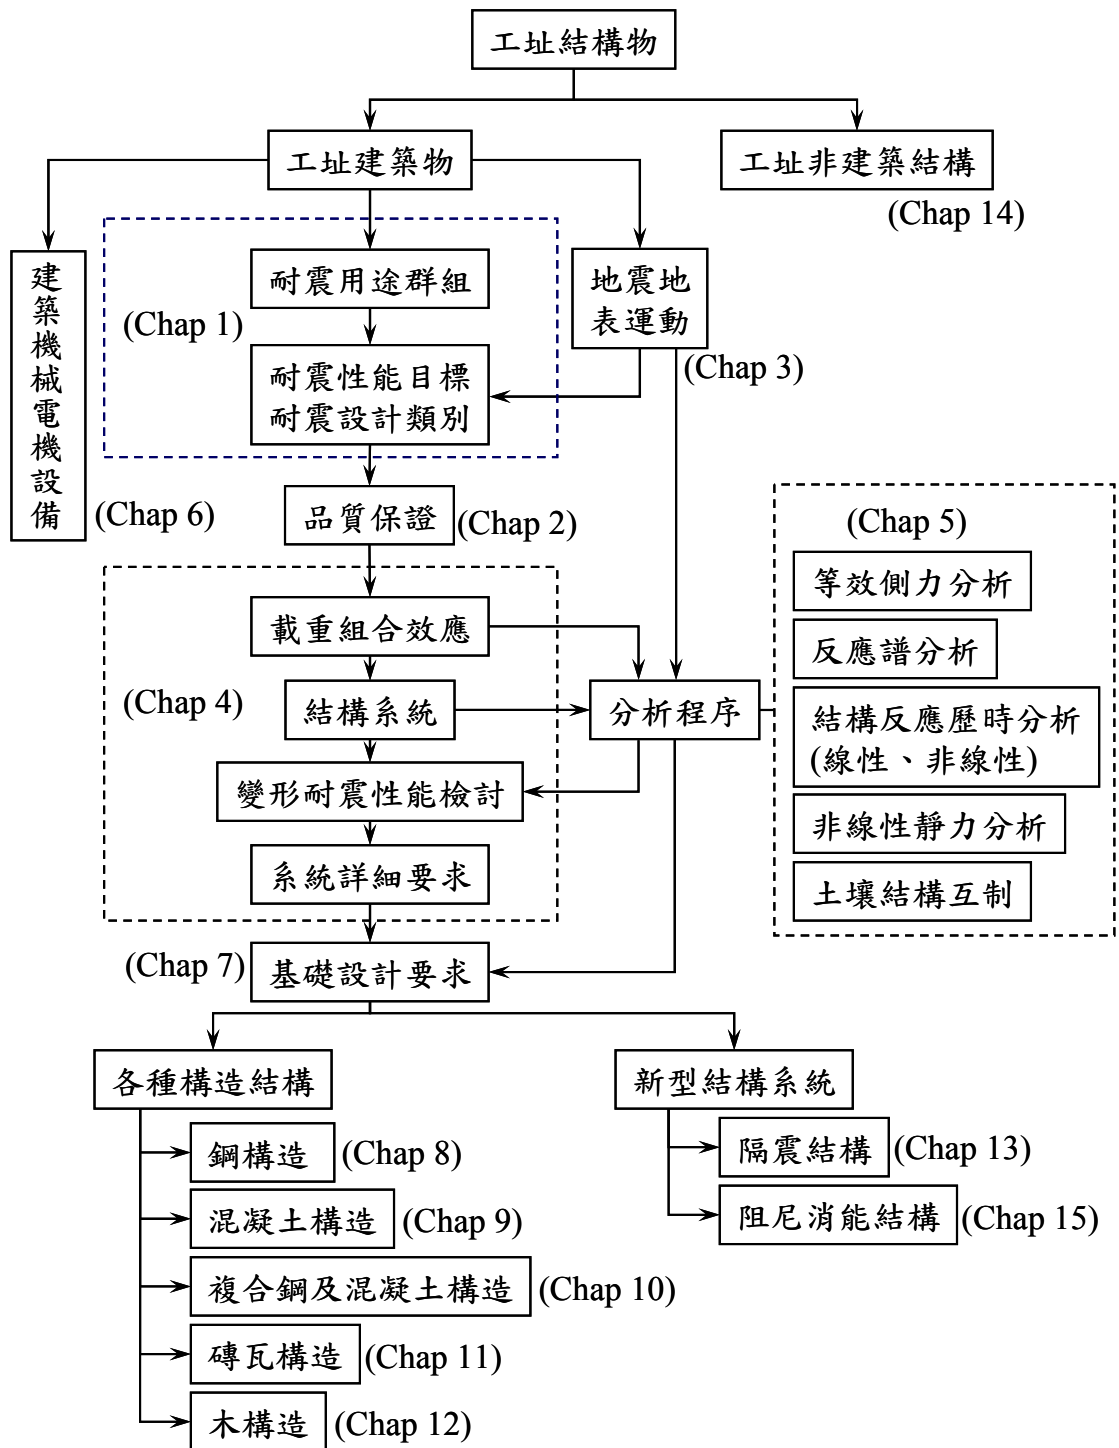 工址結構物
工址建築物
工址非建築結構
(Chap 14)
建築機械電機設備
(Chap 6)
(Chap 1)
耐震用途群組
耐震性能目標
耐震設計類別
地震地
表運動
(Chap 3)
品質保證
(Chap 2)
(Chap 4)
載重組合效應
結構系統
變形耐震性能檢討
系統詳細要求
分析程序
(Chap 5)
等效側力分析
反應譜分析
結構反應歷時分析
(線性、非線性)
非線性靜力分析
土壤結構互制
(Chap 7)
基礎設計要求
各種構造結構
鋼構造
(Chap 8)
混凝土構造
(Chap 9)
複合鋼及混凝土構造
(Chap 10)
磚瓦構造
(Chap 11)
木構造
(Chap 12)
新型結構系統
隔震結構
(Chap 13)
阻尼消能結構
(Chap 15)